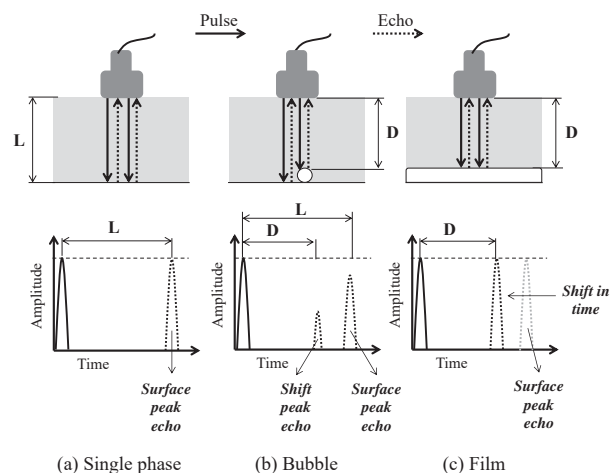 Pulse Echo
L
D
D
L
D
L
D
Amplitude
Amplitude
Amplitude
Shift in
time
Time
Time
Time
Surface
peak
echo
Shift
peak
echo
Surface
peak
echo
Surface
peak echo
(a) Single phase (b) Bubble (c) Film